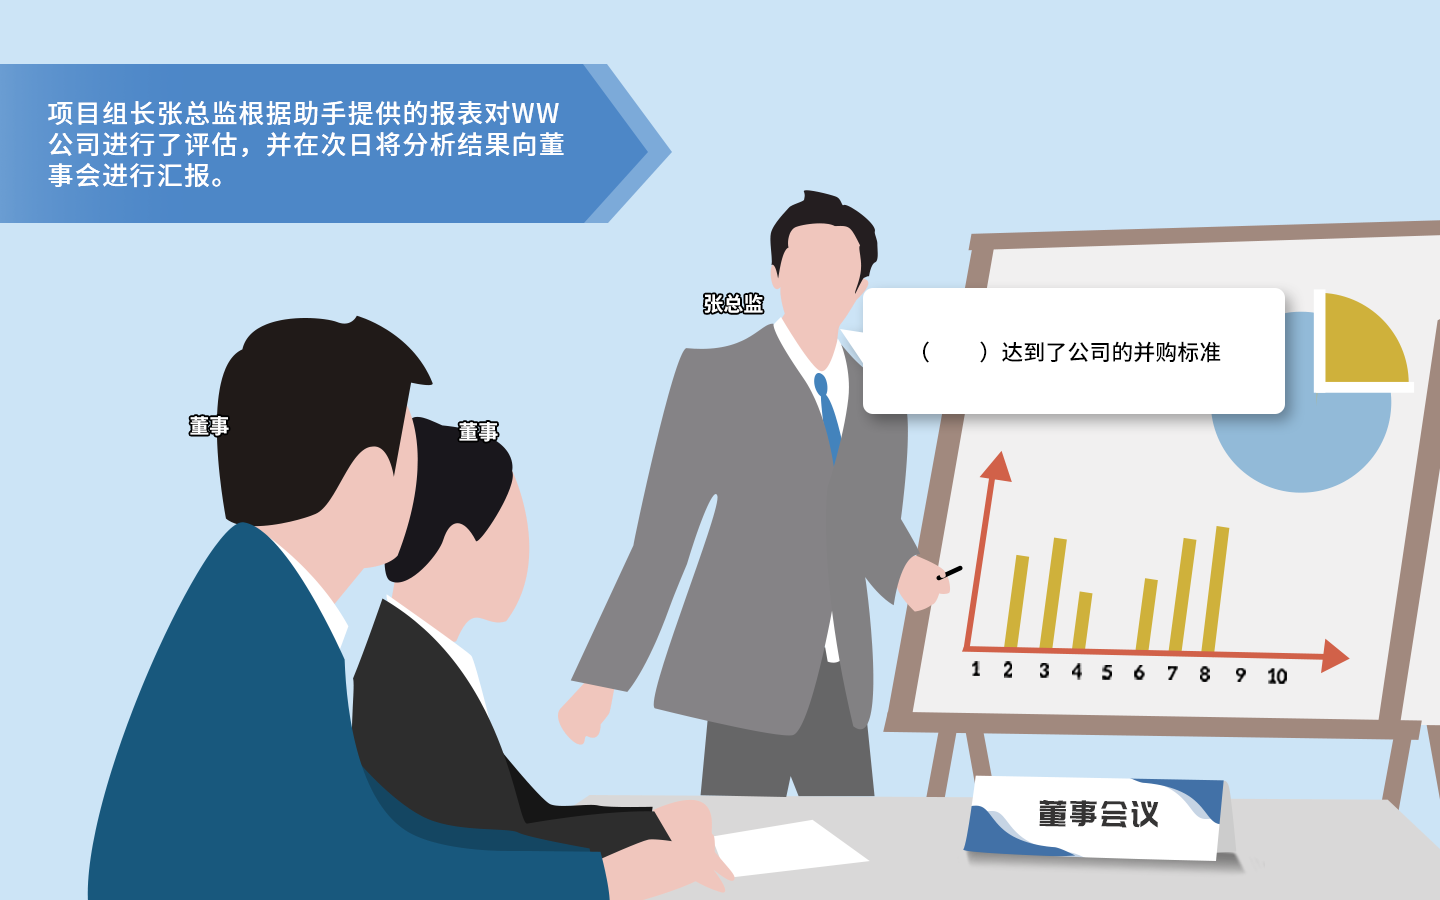 项目组长张总监根据助手提供的报表对WW
公司进行了评估，并在次日将分析结果向董
事会进行汇报。
张总监
（　　）达到了公司的并购标准
董事
董事
1 2 3 4 5 6 7 8 9 10
董事会议